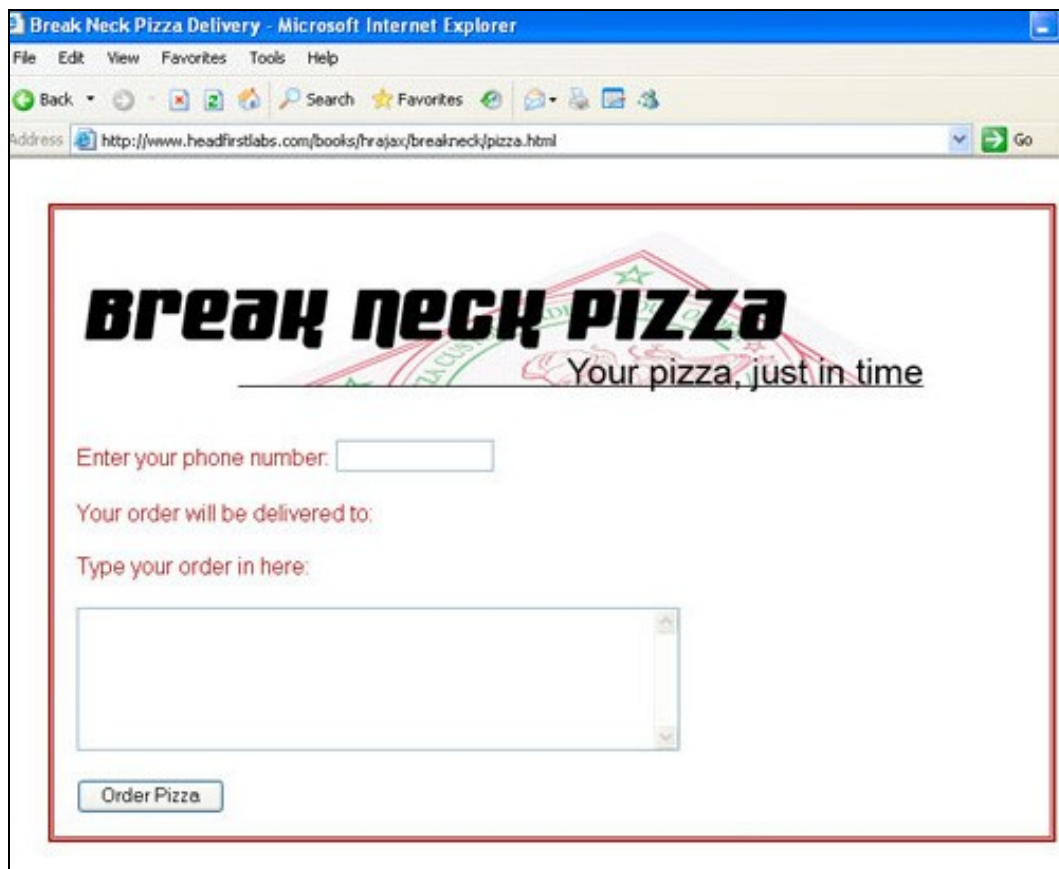 Break Neck Pizza Delivery - Microsoft Internet Explorer
File Edit View Favorites Tools Help
Back Search Favorites
Address http://www.headfirstlabs.com/books/hrajax/breakneck/pizza.html Go
Break Neck Pizza
Your pizza, just in time
Enter your phone number:
Your order will be delivered to:
Type your order in here:
Order Pizza